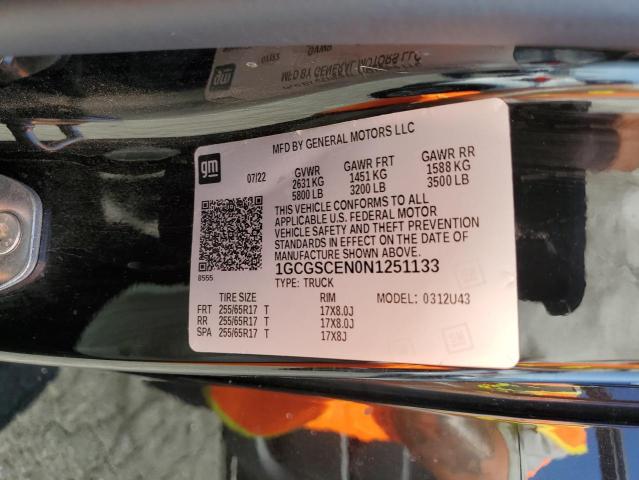 MFD BY GENERAL MOTORS LLC
gm
07/22
GVWR GAWR FRT GAWR RR
2631 KG 1451 KG 1588 KG
5800 LB 3200 LB 3500 LB
THIS VEHICLE CONFORMS TO ALL
APPLICABLE U.S. FEDERAL MOTOR
VEHICLE SAFETY AND THEFT PREVENTION
STANDARDS IN EFFECT ON THE DATE OF
MANUFACTURE SHOWN ABOVE.
1GCGSCEN0N1251133
8555
TYPE: TRUCK
TIRE SIZE RIM MODEL: 0312U43
FRT 255/65R17 T 17X8.0J
RR 255/65R17 T 17X8.0J
SPA 255/65R17 T 17X8J